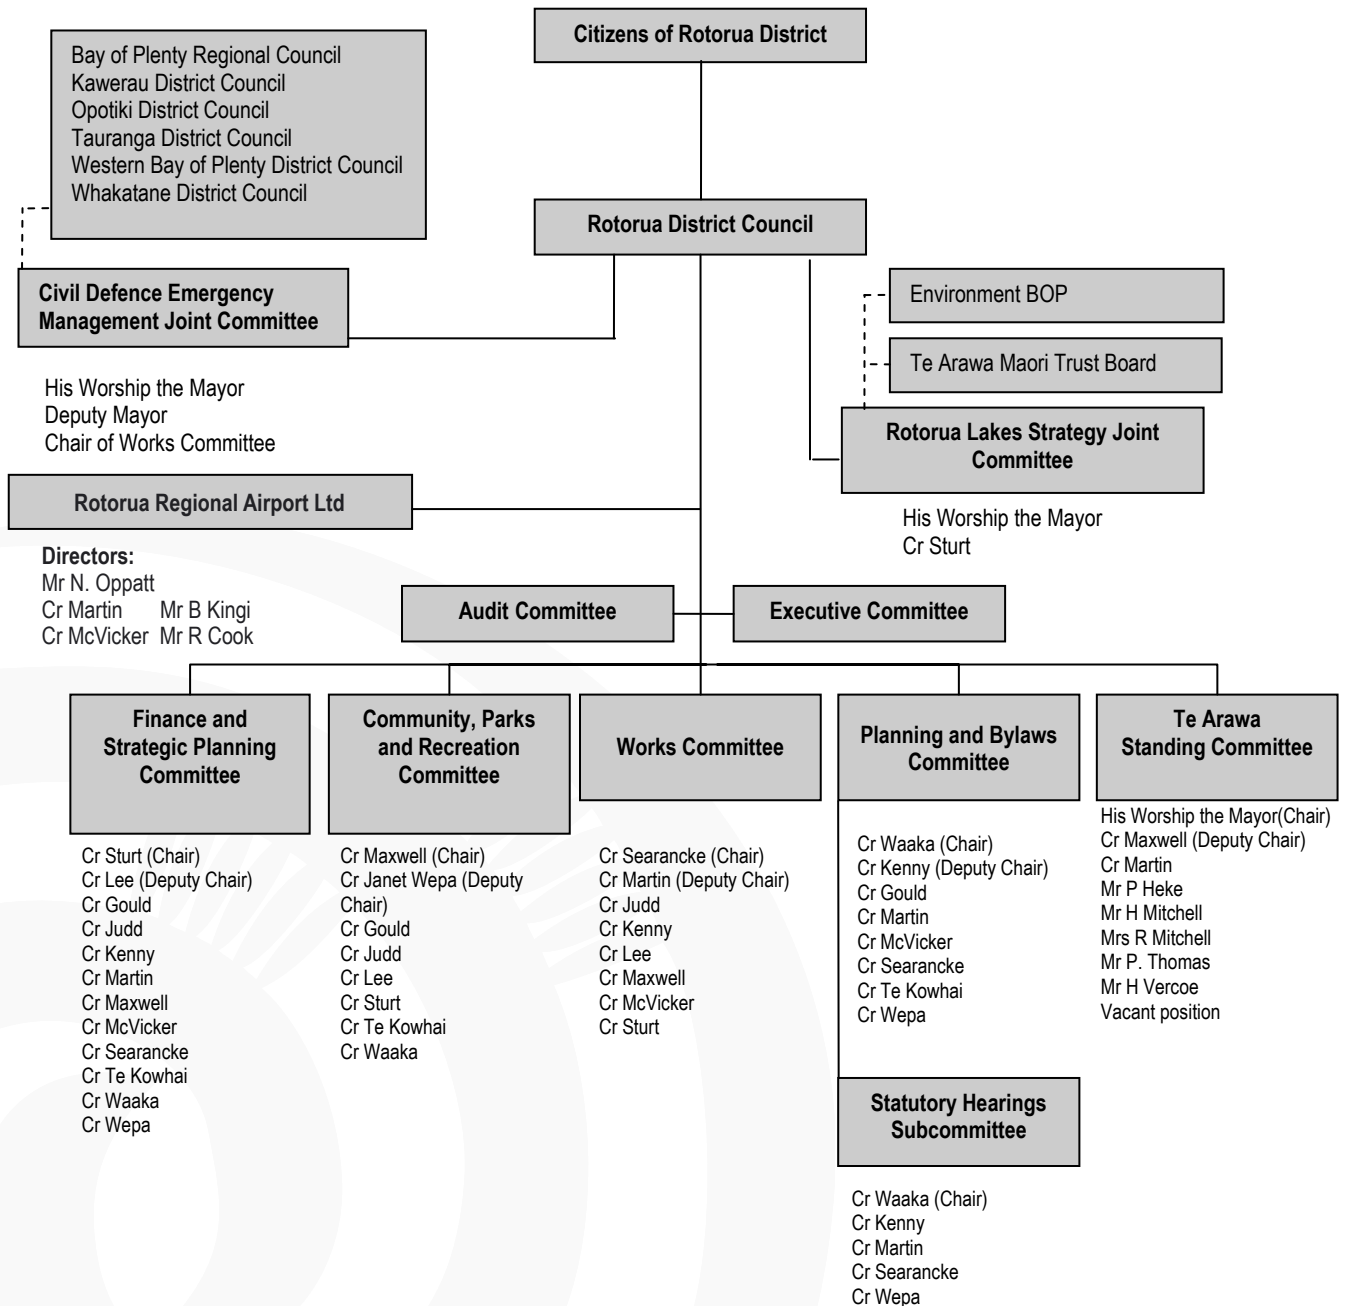 Citizens of Rotorua District
Bay of Plenty Regional Council
Kawerau District Council
Opotiki District Council
Tauranga District Council
Western Bay of Plenty District Council
Whakatane District Council
Rotorua District Council
Civil Defence Emergency
Management Joint Committee
His Worship the Mayor
Deputy Mayor
Chair of Works Committee
Environment BOP
Te Arawa Maori Trust Board
Rotorua Lakes Strategy Joint
Committee
His Worship the Mayor
Cr Sturt
Rotorua Regional Airport Ltd
Directors:
Mr N. Oppatt
Cr Martin Mr B Kingi
Cr McVicker Mr R Cook
Audit Committee
Executive Committee
Finance and
Strategic Planning
Committee
Cr Sturt (Chair)
Cr Lee (Deputy Chair)
Cr Gould
Cr Judd
Cr Kenny
Cr Martin
Cr Maxwell
Cr McVicker
Cr Searancke
Cr Te Kowhai
Cr Waaka
Cr Wepa
Community, Parks
and Recreation
Committee
Cr Maxwell (Chair)
Cr Janet Wepa (Deputy
Chair)
Cr Gould
Cr Judd
Cr Lee
Cr Sturt
Cr Te Kowhai
Cr Waaka
Works Committee
Cr Searancke (Chair)
Cr Martin (Deputy Chair)
Cr Judd
Cr Kenny
Cr Lee
Cr Maxwell
Cr McVicker
Cr Sturt
Planning and Bylaws
Committee
Cr Waaka (Chair)
Cr Kenny (Deputy Chair)
Cr Gould
Cr Martin
Cr McVicker
Cr Searancke
Cr Te Kowhai
Cr Wepa
Statutory Hearings
Subcommittee
Cr Waaka (Chair)
Cr Kenny
Cr Martin
Cr Searancke
Cr Wepa
Te Arawa
Standing Committee
His Worship the Mayor(Chair)
Cr Maxwell (Deputy Chair)
Cr Martin
Mr P Heke
Mr H Mitchell
Mrs R Mitchell
Mr P. Thomas
Mr H Vercoe
Vacant position